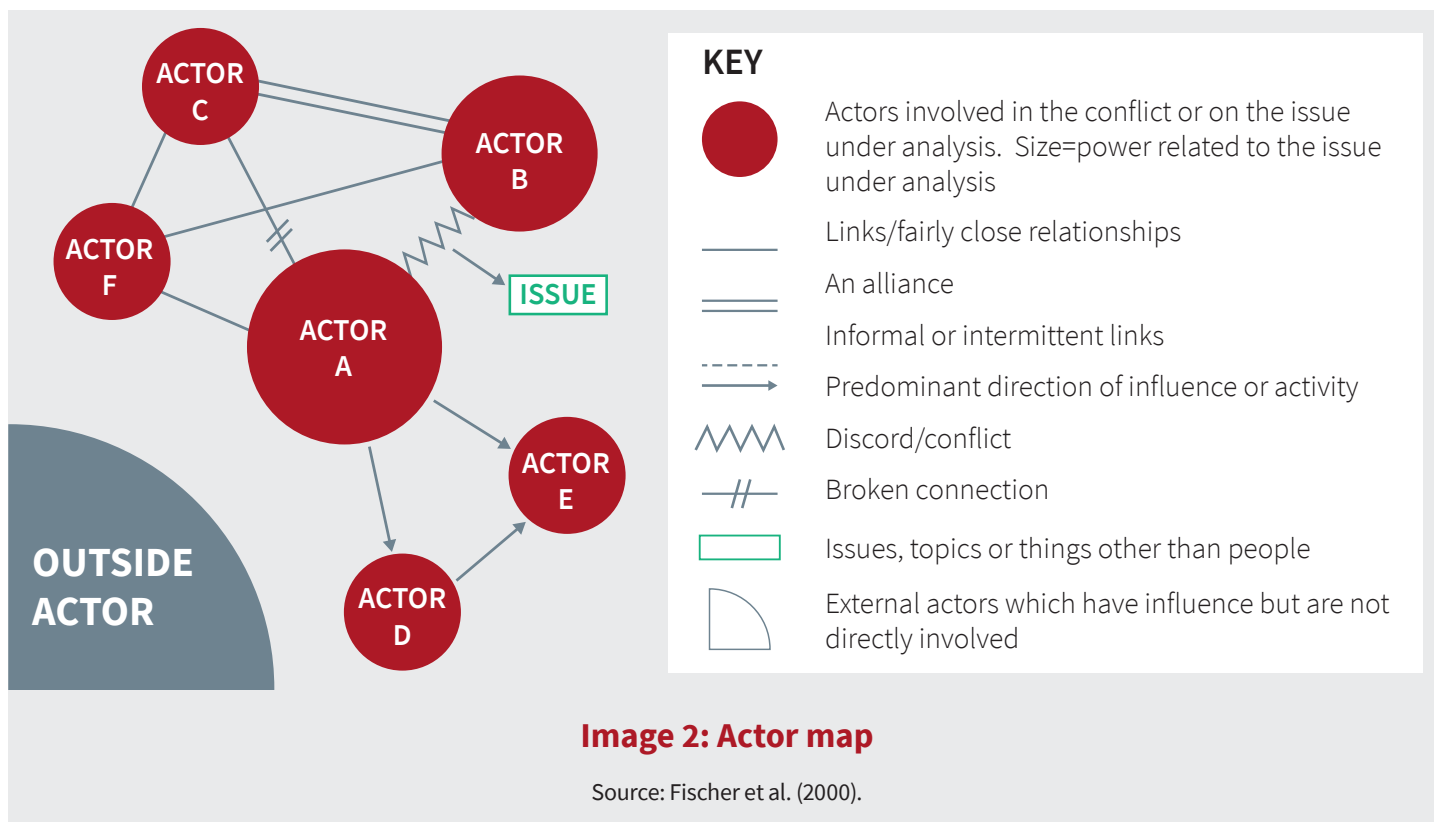 ACTOR
C
ACTOR
B
ACTOR
F
ISSUE
ACTOR
A
ACTOR
E
OUTSIDE
ACTOR
ACTOR
D
KEY
Actors involved in the conflict or on the issue
under analysis.  Size=power related to the issue
under analysis
Links/fairly close relationships
An alliance
Informal or intermittent links
Predominant direction of influence or activity
Discord/conflict
Broken connection
Issues, topics or things other than people
External actors which have influence but are not
directly involved
Image 2: Actor map
Source: Fischer et al. (2000).